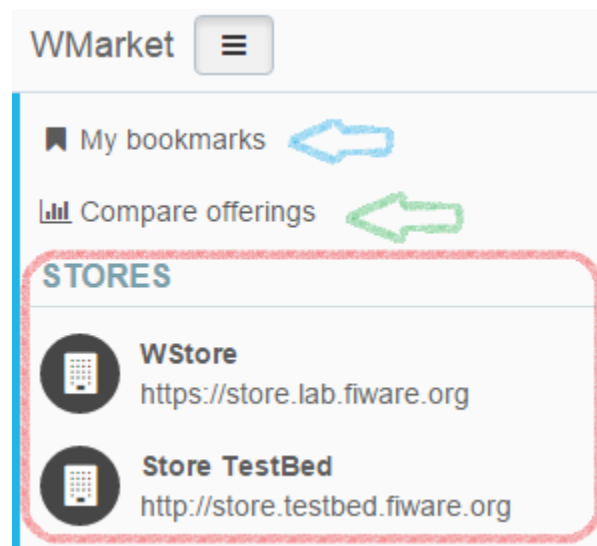 WMarket
My bookmarks
Compare offerings
STORES
WStore
https://store.lab.fiware.org
Store TestBed
http://store.testbed.fiware.org